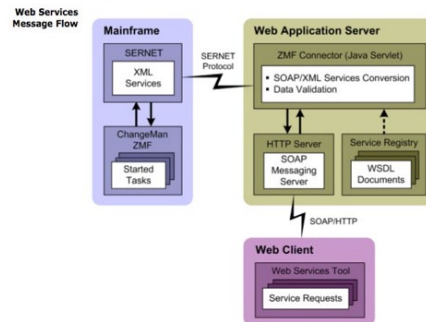 Web Services
Message Flow
Mainframe
SERNET
XML
Services
ChangeMan
ZMF
Started
Tasks
SERNET
Protocol
Web Application Server
ZMF Connector (Java Servlet)
▪ SOAP/XML Services Conversion
▪ Data Validation
HTTP Server
SOAP
Messaging
Server
Service Registry
WSDL
Documents
SOAP/HTTP
Web Client
Web Services Tool
Service Requests